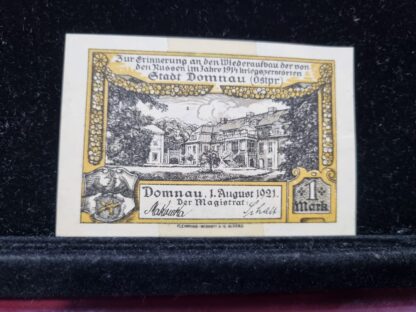 Zur Erinnerung an den Wiederaufbau der von
den Russen im Jahre 1914 kriegszerstörten
Stadt Domnau (Ostpr)
Domnau, 1. August 1921.
Der Magistrat
1
Mark